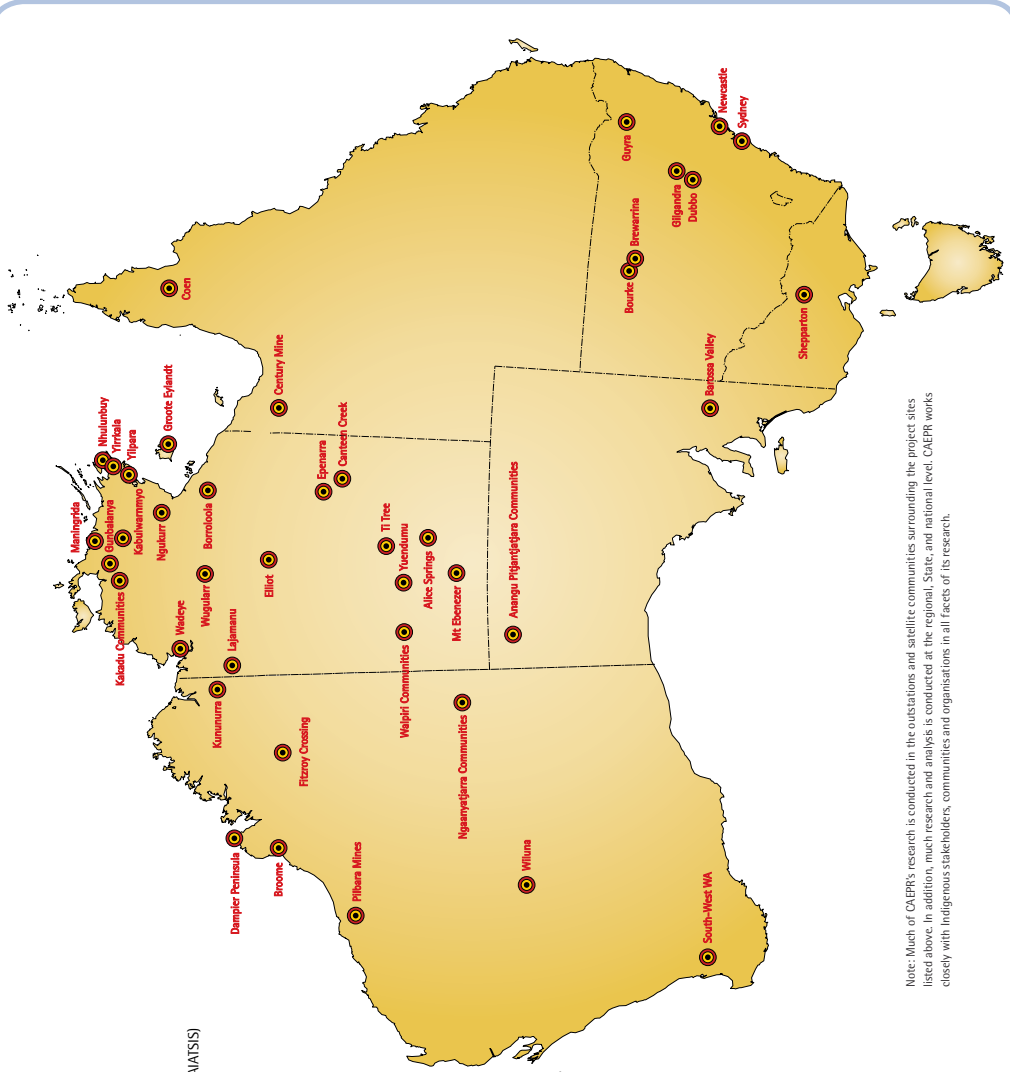 AIATSIS)
Maningrida
Gunbalanya
Kakadu Communities
Kabulwarnmyo
Nhulunbuy
Yirrkala
Yilpara
Groote Eylandt
Ngukurr
Wadeye
Wugularr
Borroloola
Lajamanu
Elliot
Kununurra
Fitzroy Crossing
Dampier Peninsula
Broome
Pilbara Mines
Coen
Century Mine
Epenarra
Canteen Creek
Ti Tree
Yuendumu
Alice Springs
Mt Ebenezer
Walpiri Communities
Ngaanyatjarra Communities
Anangu Pitjantjatjara Communities
Wiluna
South-West WA
Guyra
Newcastle
Sydney
Gilgandra
Dubbo
Brewarrina
Bourke
Barossa Valley
Shepparton
Note: Much of CAEPR's research is conducted in the outstations and satellite communities surrounding the project sites
listed above. In addition, much research and analysis is conducted at the regional, State, and national level. CAEPR works
closely with Indigenous stakeholders, communities and organisations in all facets of its research.